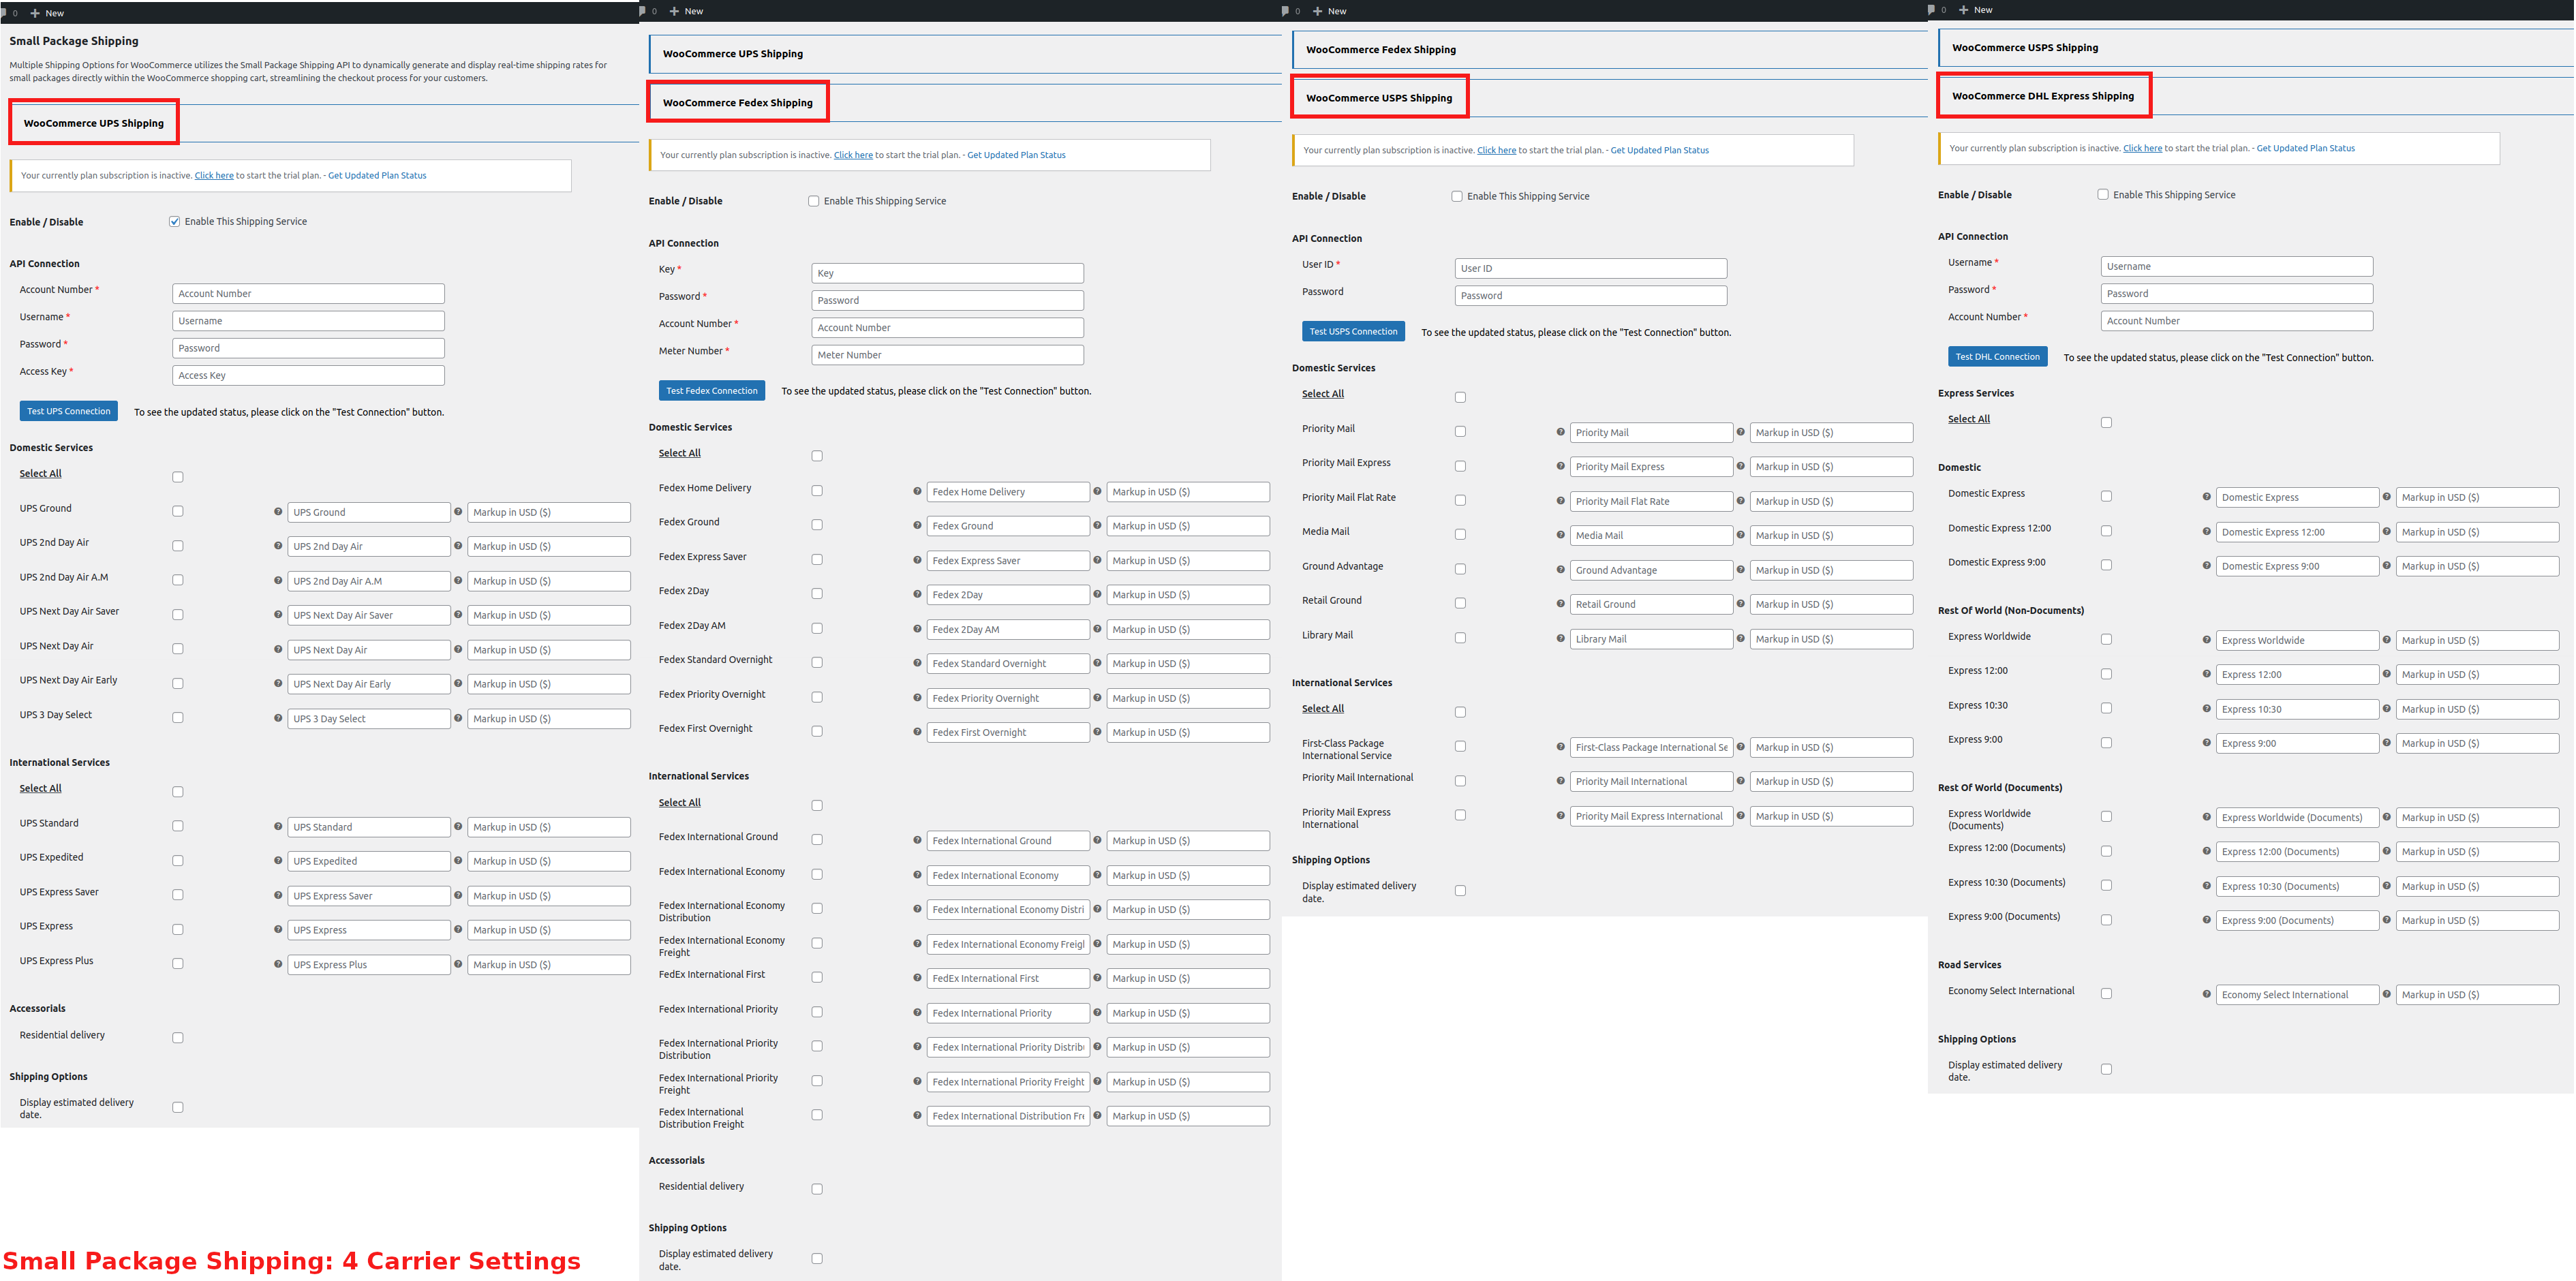 0 New
Small Package Shipping
Multiple Shipping Options for WooCommerce utilizes the Small Package Shipping API to dynamically generate and display real-time shipping rates for
small packages directly within the WooCommerce shopping cart, streamlining the checkout process for your customers.
WooCommerce UPS Shipping
Your currently plan subscription is inactive. Click here to start the trial plan. - Get Updated Plan Status
Enable / Disable Enable This Shipping Service
API Connection
Account Number * Account Number
Username * Username
Password * Password
Access Key * Access Key
Test UPS Connection To see the updated status, please click on the "Test Connection" button.
Domestic Services
Select All
UPS Ground UPS Ground Markup in USD ($)
UPS 2nd Day Air UPS 2nd Day Air Markup in USD ($)
UPS 2nd Day Air A.M UPS 2nd Day Air A.M Markup in USD ($)
UPS Next Day Air Saver UPS Next Day Air Saver Markup in USD ($)
UPS Next Day Air UPS Next Day Air Markup in USD ($)
UPS Next Day Air Early UPS Next Day Air Early Markup in USD ($)
UPS 3 Day Select UPS 3 Day Select Markup in USD ($)
International Services
Select All
UPS Standard UPS Standard Markup in USD ($)
UPS Expedited UPS Expedited Markup in USD ($)
UPS Express Saver UPS Express Saver Markup in USD ($)
UPS Express UPS Express Markup in USD ($)
UPS Express Plus UPS Express Plus Markup in USD ($)
Accessorials
Residential delivery
Shipping Options
Display estimated delivery
date.
Small Package Shipping: 4 Carrier Settings
0 New
WooCommerce UPS Shipping
WooCommerce Fedex Shipping
Your currently plan subscription is inactive. Click here to start the trial plan. - Get Updated Plan Status
Enable / Disable Enable This Shipping Service
API Connection
Key * Key
Password * Password
Account Number * Account Number
Meter Number * Meter Number
Test Fedex Connection To see the updated status, please click on the "Test Connection" button.
Domestic Services
Select All
Fedex Home Delivery Fedex Home Delivery Markup in USD ($)
Fedex Ground Fedex Ground Markup in USD ($)
Fedex Express Saver Fedex Express Saver Markup in USD ($)
Fedex 2Day Fedex 2Day Markup in USD ($)
Fedex 2Day AM Fedex 2Day AM Markup in USD ($)
Fedex Standard Overnight Fedex Standard Overnight Markup in USD ($)
Fedex Priority Overnight Fedex Priority Overnight Markup in USD ($)
Fedex First Overnight Fedex First Overnight Markup in USD ($)
International Services
Select All
Fedex International Ground Fedex International Ground Markup in USD ($)
Fedex International Economy Fedex International Economy Markup in USD ($)
Fedex International Economy
Distribution Fedex International Economy Distri Markup in USD ($)
Fedex International Economy
Freight Fedex International Economy Freigl Markup in USD ($)
FedEx International First FedEx International First Markup in USD ($)
Fedex International Priority Fedex International Priority Markup in USD ($)
Fedex International Priority
Distribution Fedex International Priority Distrib Markup in USD ($)
Fedex International Priority
Freight Fedex International Priority Freight Markup in USD ($)
Fedex International
Distribution Freight Fedex International Distribution Fre Markup in USD ($)
Accessorials
Residential delivery
Shipping Options
Display estimated delivery
date.
0 New
WooCommerce Fedex Shipping
WooCommerce USPS Shipping
Your currently plan subscription is inactive. Click here to start the trial plan. - Get Updated Plan Status
Enable / Disable Enable This Shipping Service
API Connection
User ID * User ID
Password Password
Test USPS Connection To see the updated status, please click on the "Test Connection" button.
Domestic Services
Select All
Priority Mail Priority Mail Markup in USD ($)
Priority Mail Express Priority Mail Express Markup in USD ($)
Priority Mail Flat Rate Priority Mail Flat Rate Markup in USD ($)
Media Mail Media Mail Markup in USD ($)
Ground Advantage Ground Advantage Markup in USD ($)
Retail Ground Retail Ground Markup in USD ($)
Library Mail Library Mail Markup in USD ($)
International Services
Select All
First-Class Package
International Service First-Class Package International Se Markup in USD ($)
Priority Mail International Priority Mail International Markup in USD ($)
Priority Mail Express
International Priority Mail Express International Markup in USD ($)
Shipping Options
Display estimated delivery
date.
0 New
WooCommerce USPS Shipping
WooCommerce DHL Express Shipping
Your currently plan subscription is inactive. Click here to start the trial plan. - Get Updated Plan Status
Enable / Disable Enable This Shipping Service
API Connection
Username * Username
Password * Password
Account Number * Account Number
Test DHL Connection To see the updated status, please click on the "Test Connection" button.
Express Services
Select All
Domestic
Domestic Express Domestic Express Markup in USD ($)
Domestic Express 12:00 Domestic Express 12:00 Markup in USD ($)
Domestic Express 9:00 Domestic Express 9:00 Markup in USD ($)
Rest Of World (Non-Documents)
Express Worldwide Express Worldwide Markup in USD ($)
Express 12:00 Express 12:00 Markup in USD ($)
Express 10:30 Express 10:30 Markup in USD ($)
Express 9:00 Express 9:00 Markup in USD ($)
Rest Of World (Documents)
Express Worldwide
(Documents) Express Worldwide (Documents) Markup in USD ($)
Express 12:00 (Documents) Express 12:00 (Documents) Markup in USD ($)
Express 10:30 (Documents) Express 10:30 (Documents) Markup in USD ($)
Express 9:00 (Documents) Express 9:00 (Documents) Markup in USD ($)
Road Services
Economy Select International Economy Select International Markup in USD ($)
Shipping Options
Display estimated delivery
date.